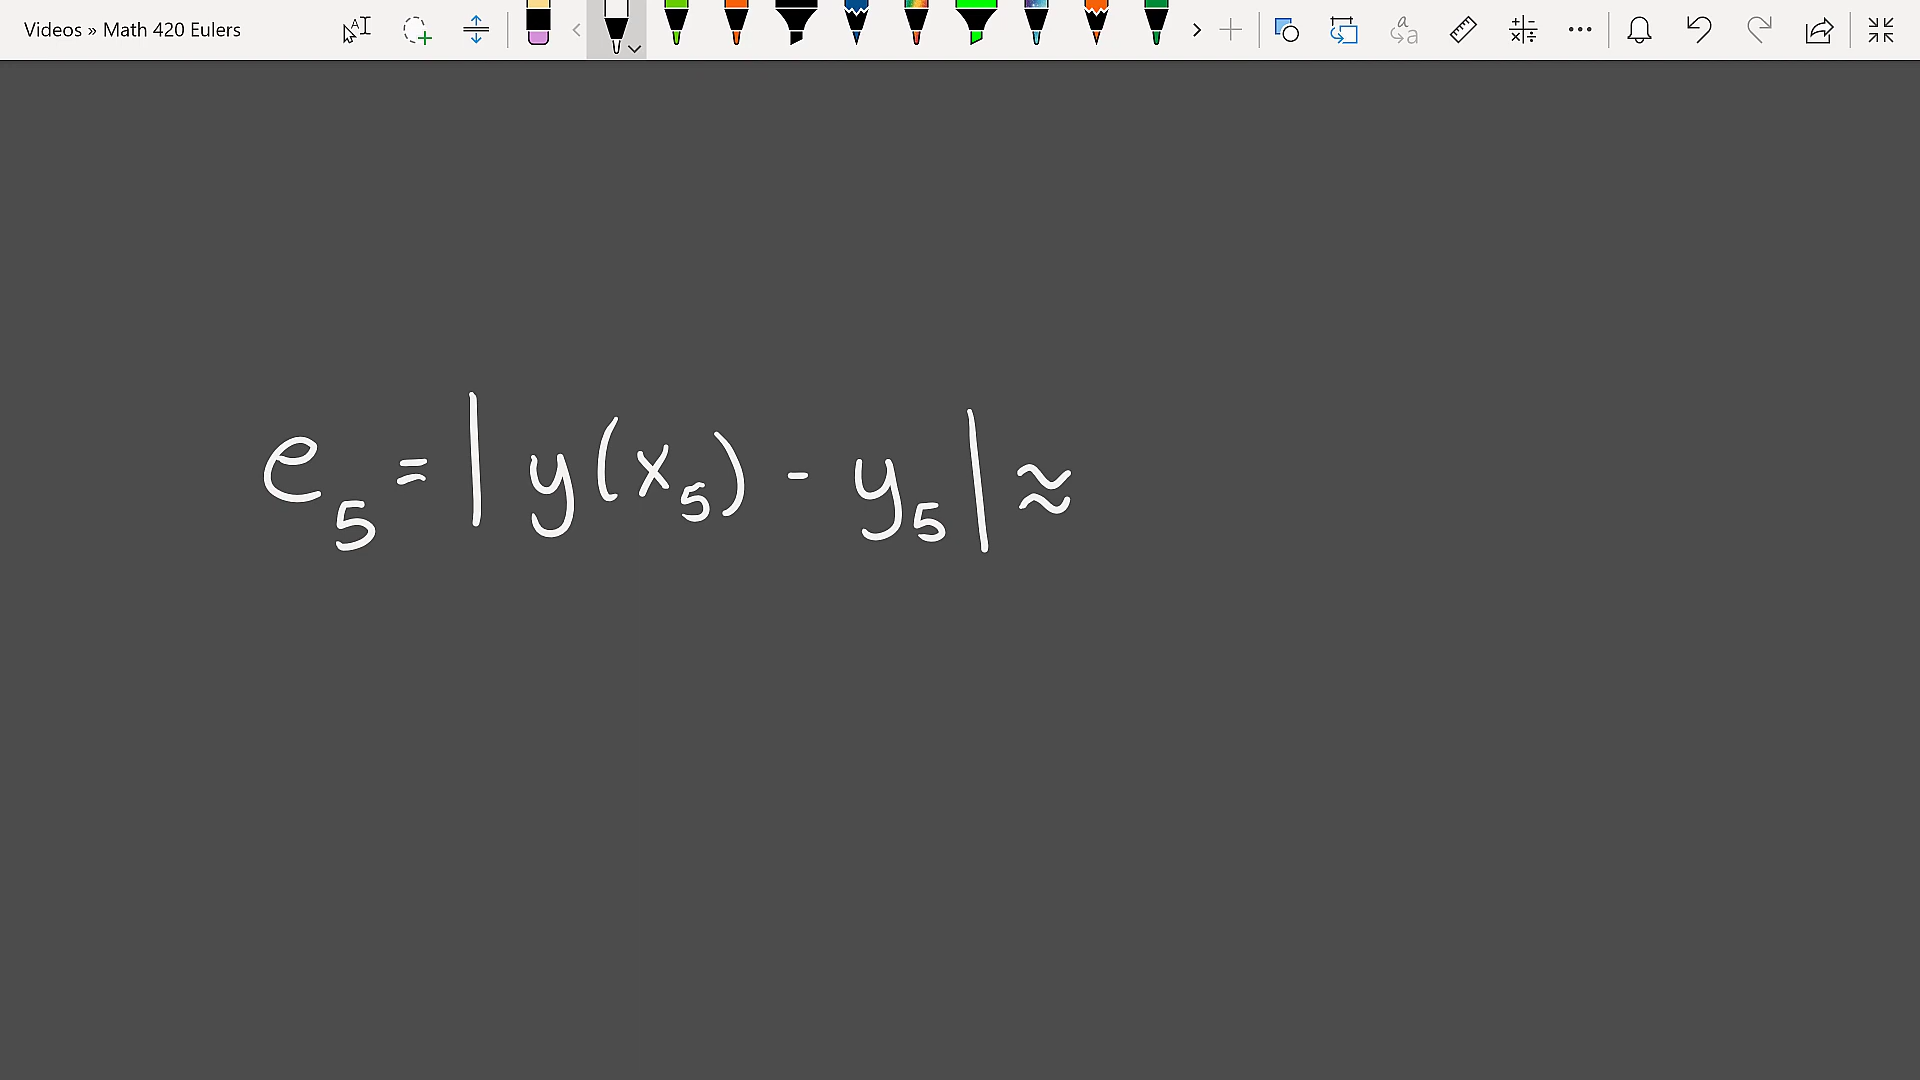 Videos » Math 420 Eulers
e₅ = | y(x₅) - y₅ | ≈